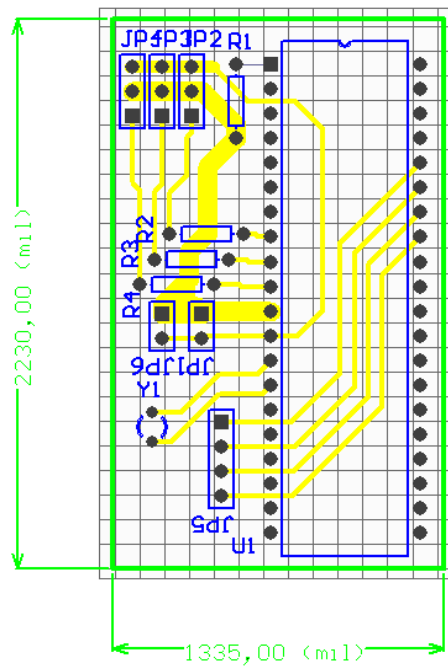 JP4 JP3 JP2 R1
R2
R3
R4
JP6 JP1
Y1
JP5
U1
2230,00 (mil)
1335,00 (mil)